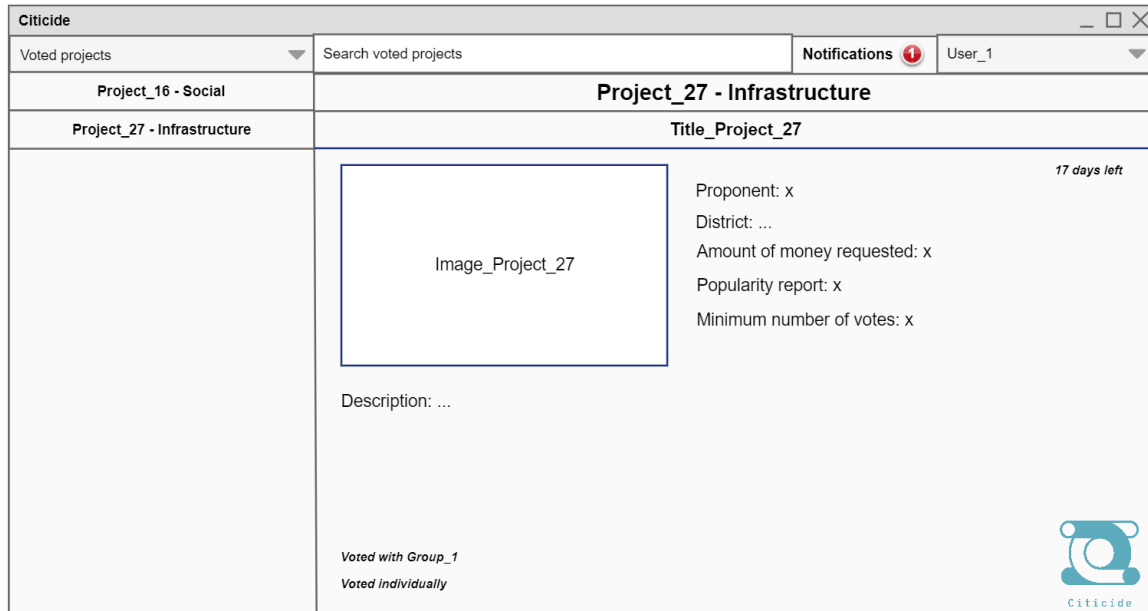 Citicide
Voted projects
Search voted projects
Notifications 1
User_1
Project_16 - Social
Project_27 - Infrastructure
Project_27 - Infrastructure
Title_Project_27
17 days left
Image_Project_27
Proponent: x
District: ...
Amount of money requested: x
Popularity report: x
Minimum number of votes: x
Description: ...
Voted with Group_1
Voted individually
Citicide